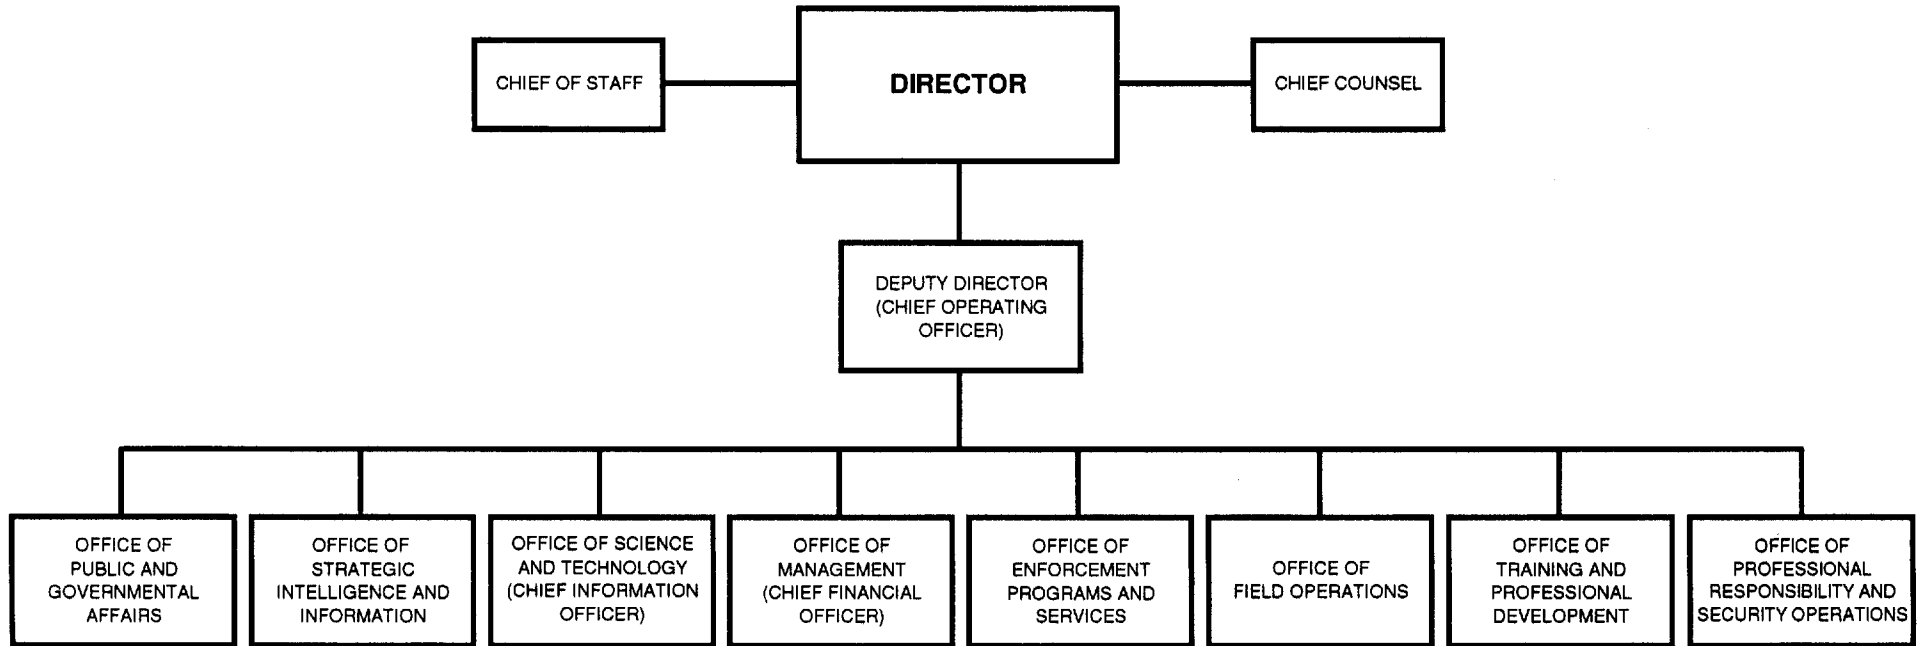 CHIEF OF STAFF
DIRECTOR
CHIEF COUNSEL
DEPUTY DIRECTOR
(CHIEF OPERATING
OFFICER)
OFFICE OF
PUBLIC AND
GOVERNMENTAL
AFFAIRS
OFFICE OF
STRATEGIC
INTELLIGENCE AND
INFORMATION
OFFICE OF SCIENCE
AND TECHNOLOGY
(CHIEF INFORMATION
OFFICER)
OFFICE OF
MANAGEMENT
(CHIEF FINANCIAL
OFFICER)
OFFICE OF
ENFORCEMENT
PROGRAMS AND
SERVICES
OFFICE OF
FIELD OPERATIONS
OFFICE OF
TRAINING AND
PROFESSIONAL
DEVELOPMENT
OFFICE OF
PROFESSIONAL
RESPONSIBILITY AND
SECURITY OPERATIONS